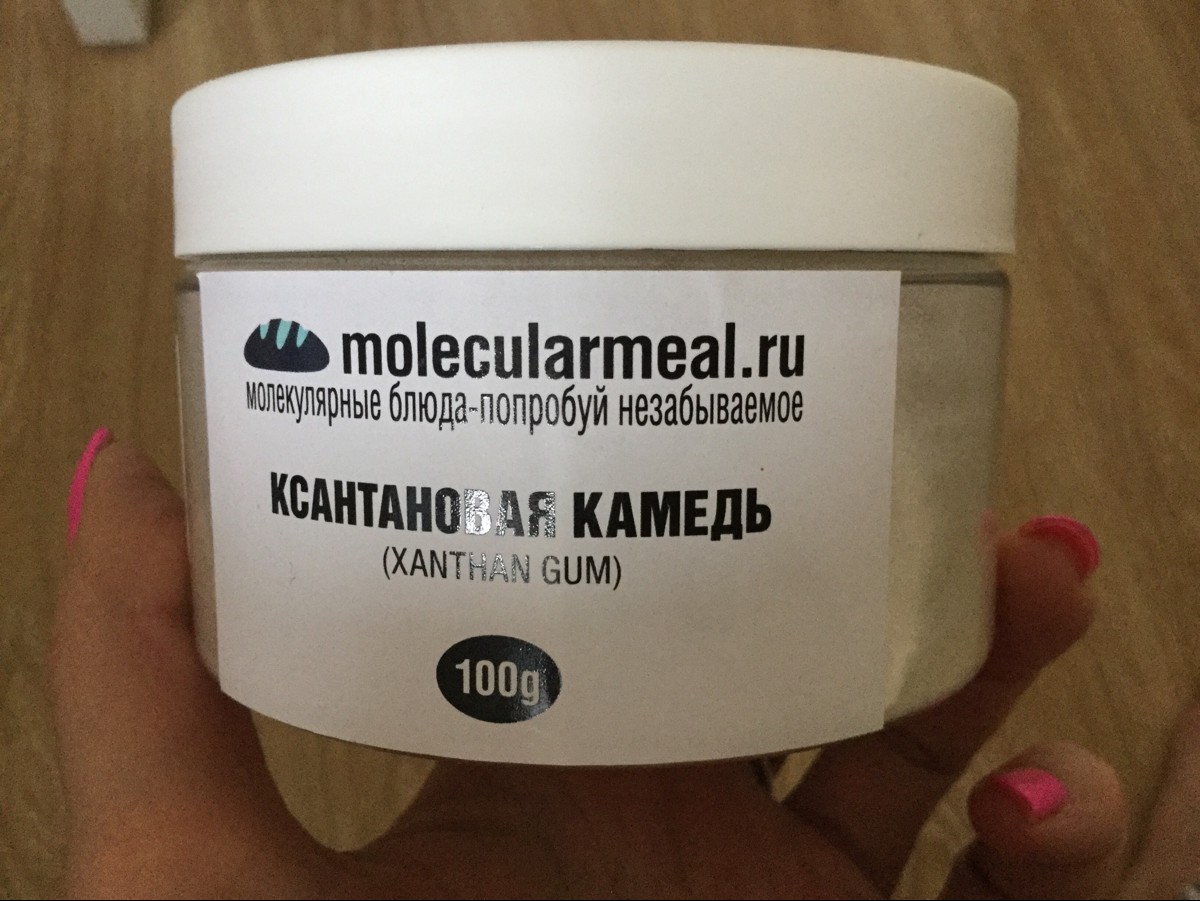 molecularmeal.ru
молекулярные блюда-попробуй незабываемое
КСАНТАНОВАЯ КАМЕДЬ
(XANTHAN GUM)
100g